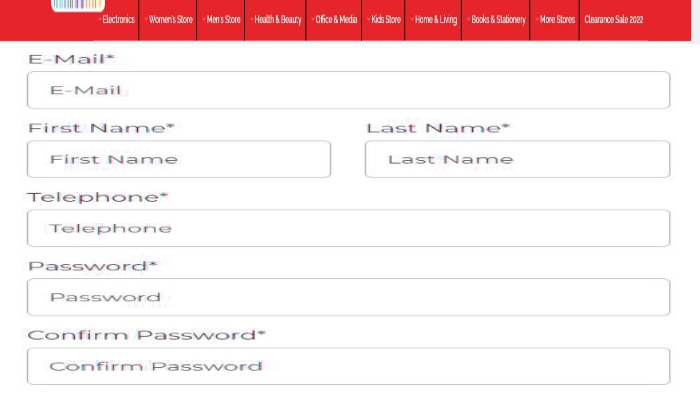 Electronics Women's Store Men's Store Health & Beauty Office & Media Kids Store Home & Living Books & Stationery More Stores Clearance Sale 2022
E-Mail*
E-Mail
First Name* Last Name*
First Name Last Name
Telephone*
Telephone
Password*
Password
Confirm Password*
Confirm Password